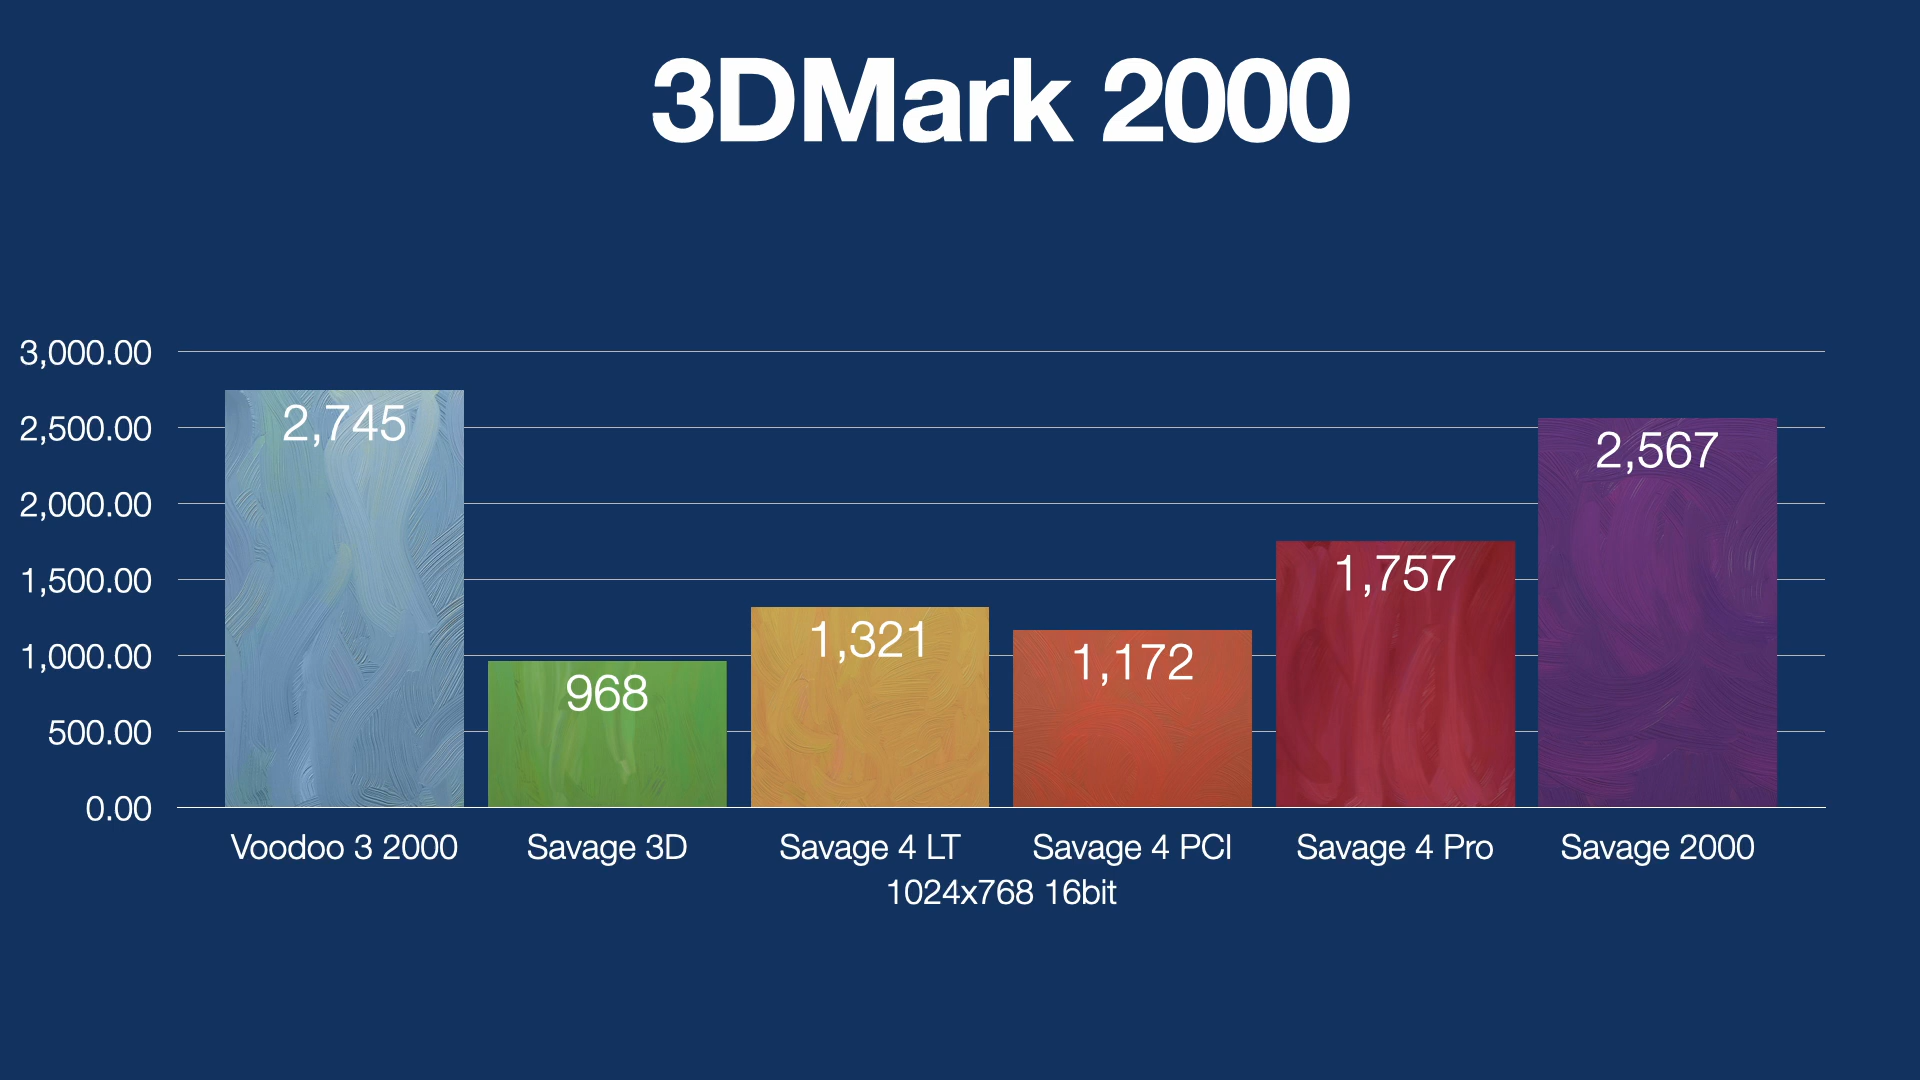 3DMark 2000
3,000.00
2,500.00
2,000.00
1,500.00
1,000.00
500.00
0.00
2,745
968
1,321
1,172
1,757
2,567
Voodoo 3 2000
Savage 3D
Savage 4 LT
Savage 4 PCI
Savage 4 Pro
Savage 2000
1024x768 16bit